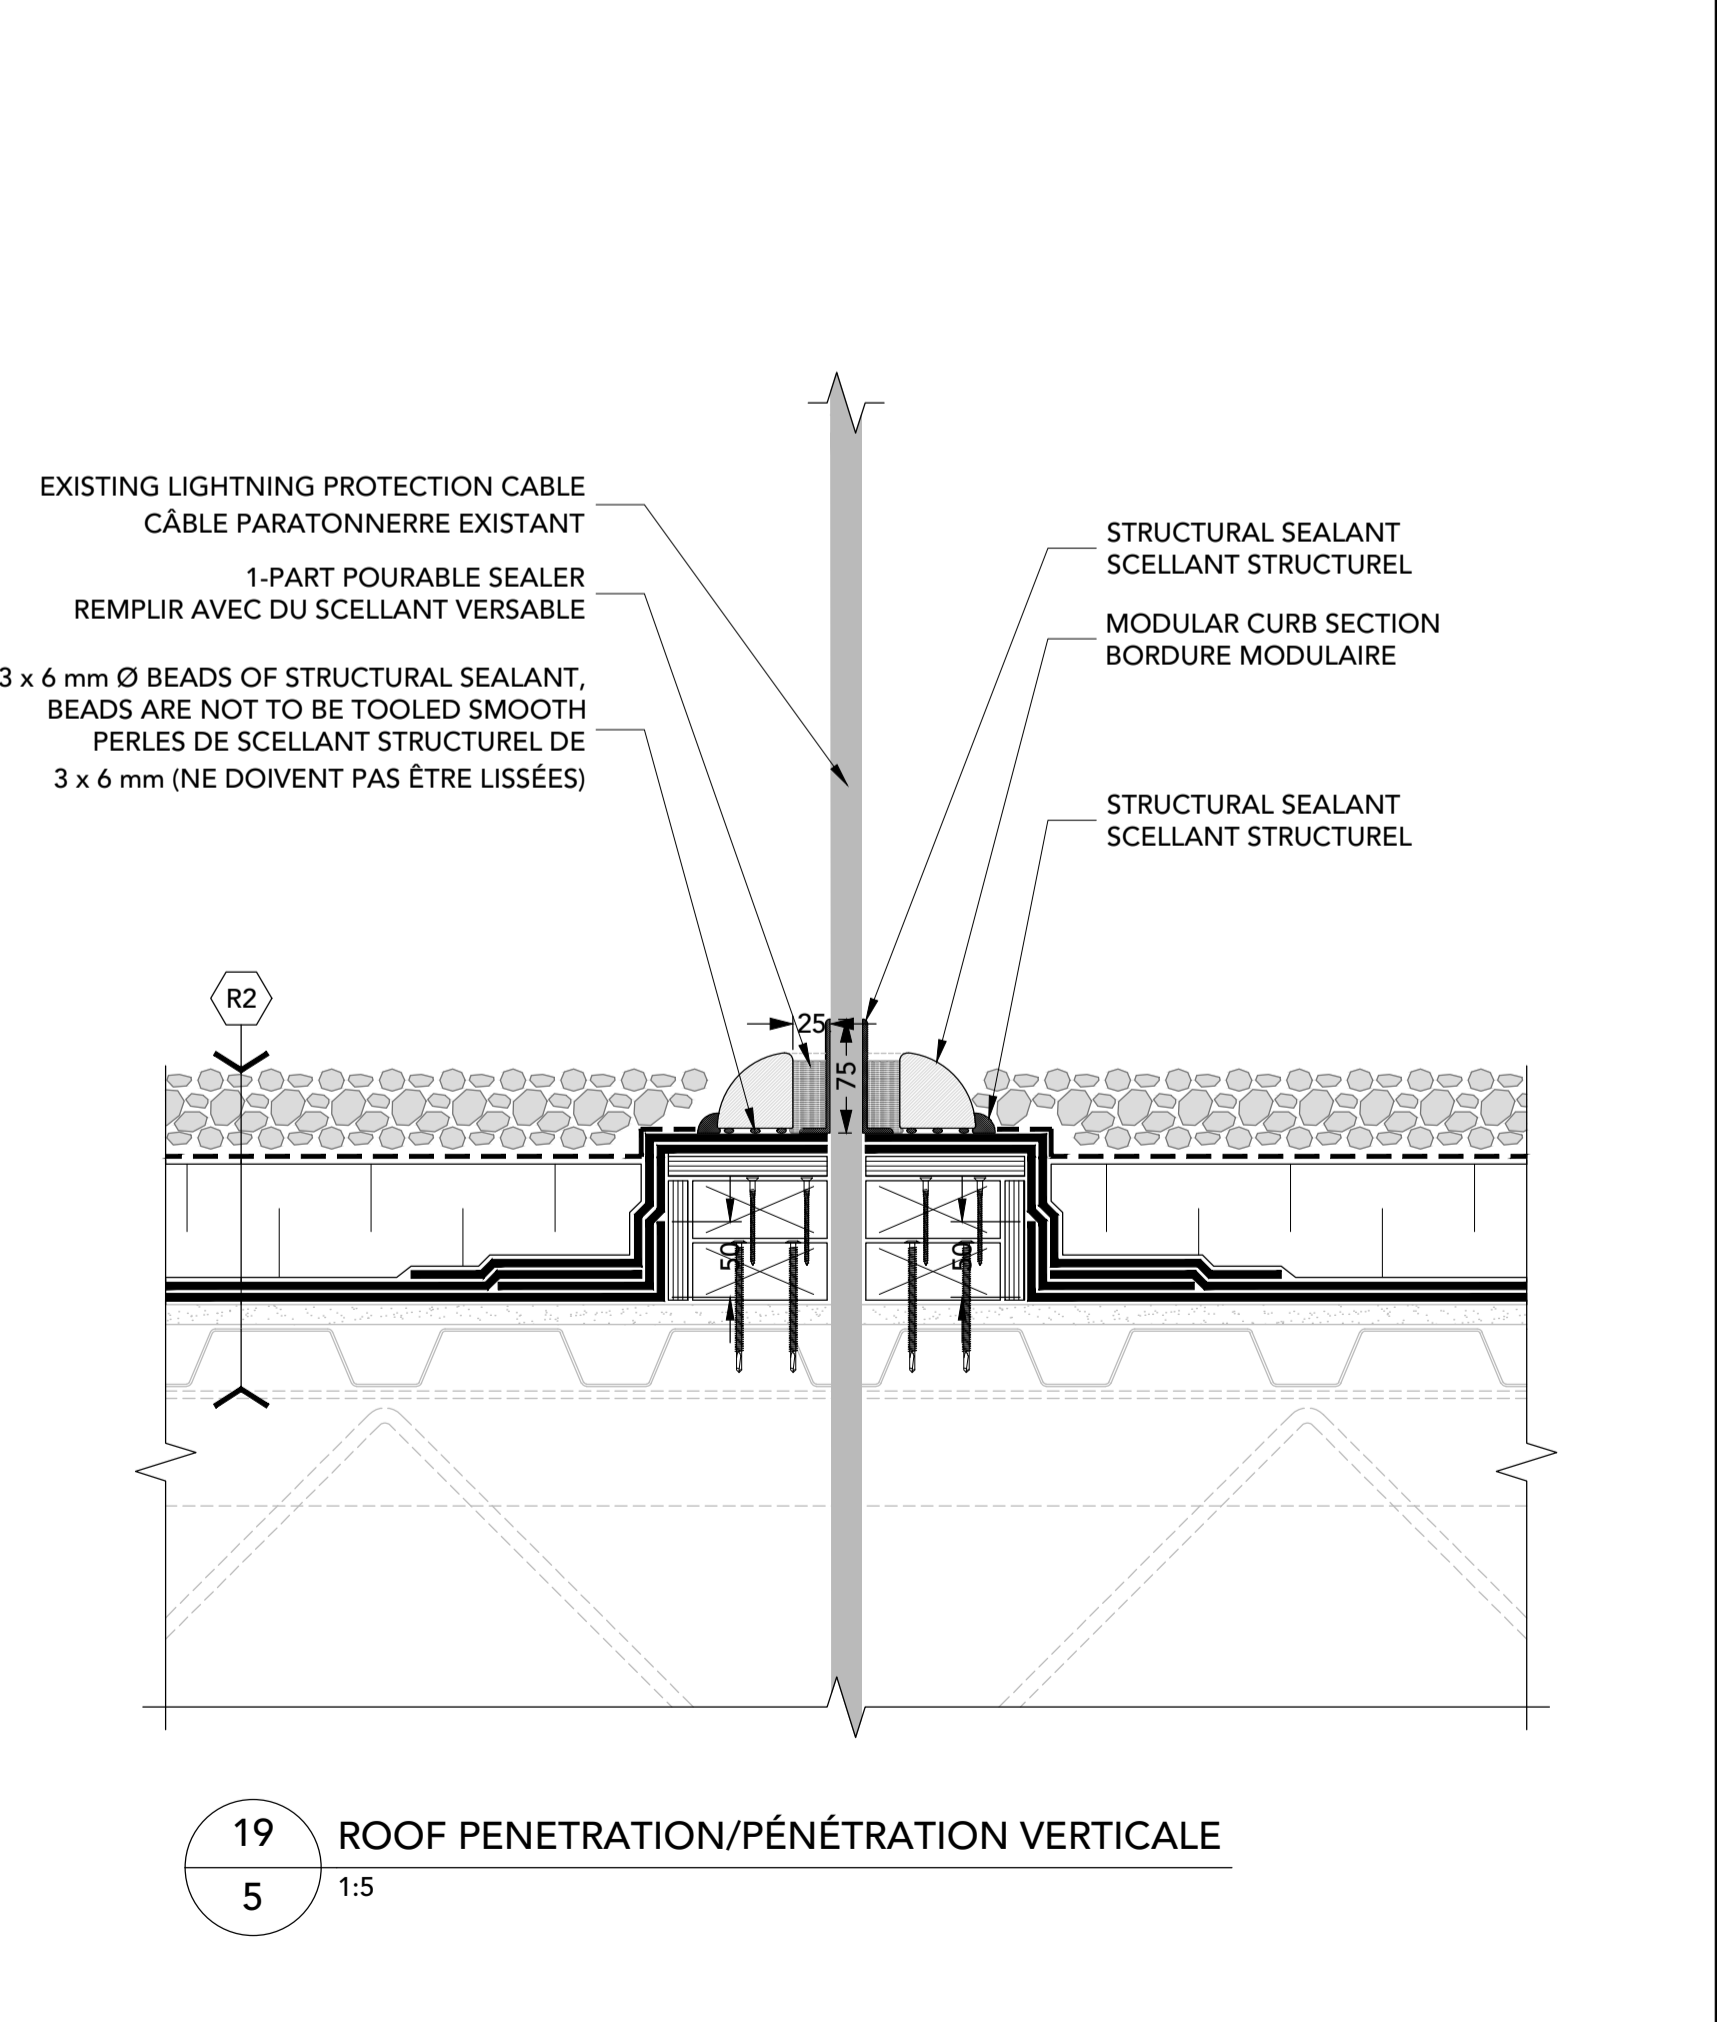 EXISTING LIGHTNING PROTECTION CABLE
CÂBLE PARATONNERRE EXISTANT
1-PART POURABLE SEALER
REMPLIR AVEC DU SCELLANT VERSABLE
3 x 6 mm Ø BEADS OF STRUCTURAL SEALANT,
BEADS ARE NOT TO BE TOOLED SMOOTH
PERLES DE SCELLANT STRUCTUREL DE
3 x 6 mm (NE DOIVENT PAS ÊTRE LISSÉES)
STRUCTURAL SEALANT
SCELLANT STRUCTUREL
MODULAR CURB SECTION
BORDURE MODULAIRE
STRUCTURAL SEALANT
SCELLANT STRUCTUREL
R2
25
75
50
50
19
5
ROOF PENETRATION/PÉNÉTRATION VERTICALE
1:5